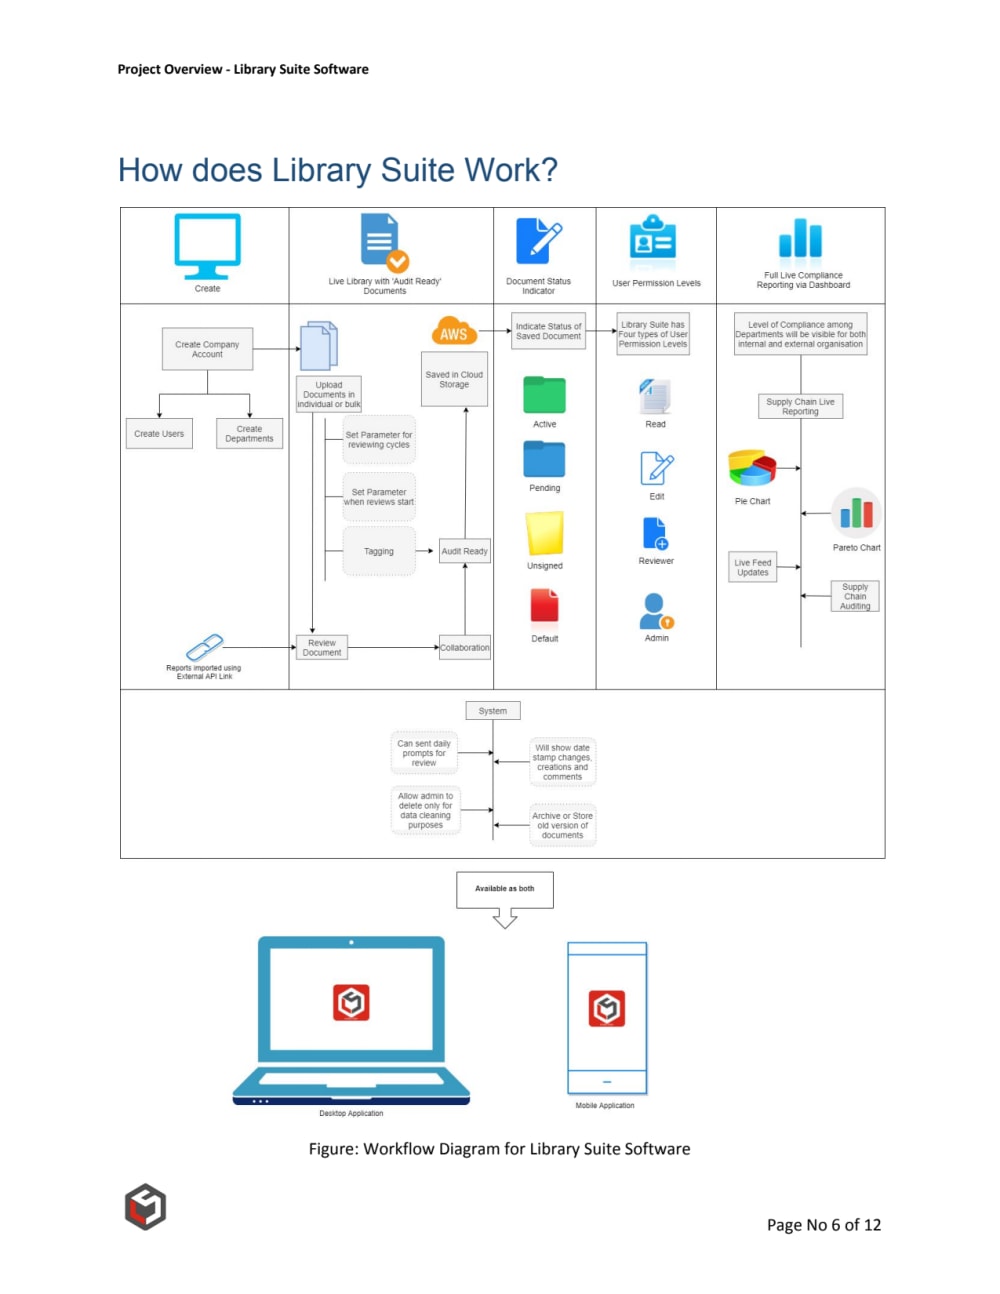 Project Overview - Library Suite Software
How does Library Suite Work?
Create
Live Library with 'Audit Ready'
Documents
Document Status
Indicator
User Permission Levels
Full Live Compliance
Reporting via Dashboard
Create Company
Account
Create Users
Create
Departments
Reports imported using
External API Link
Upload
Documents in
individual or bulk
Set Parameter for
reviewing cycles
Set Parameter
when reviews start
Tagging
Review
Document
AWS
Saved in Cloud
Storage
Audit Ready
Collaboration
Indicate Status of
Saved Document
Active
Pending
Unsigned
Default
Library Suite has
Four types of User
Permission Levels
Read
Edit
Reviewer
Admin
Level of Compliance among
Departments will be visible for both
internal and external organisation
Supply Chain Live
Reporting
Pie Chart
Pareto Chart
Live Feed
Updates
Supply
Chain
Auditing
System
Can sent daily
prompts for
review
Will show date
stamp changes,
creations and
comments
Allow admin to
delete only for
data cleaning
purposes
Archive or Store
old version of
documents
Available as both
Desktop Application
Mobile Application
Figure: Workflow Diagram for Library Suite Software
Page No 6 of 12